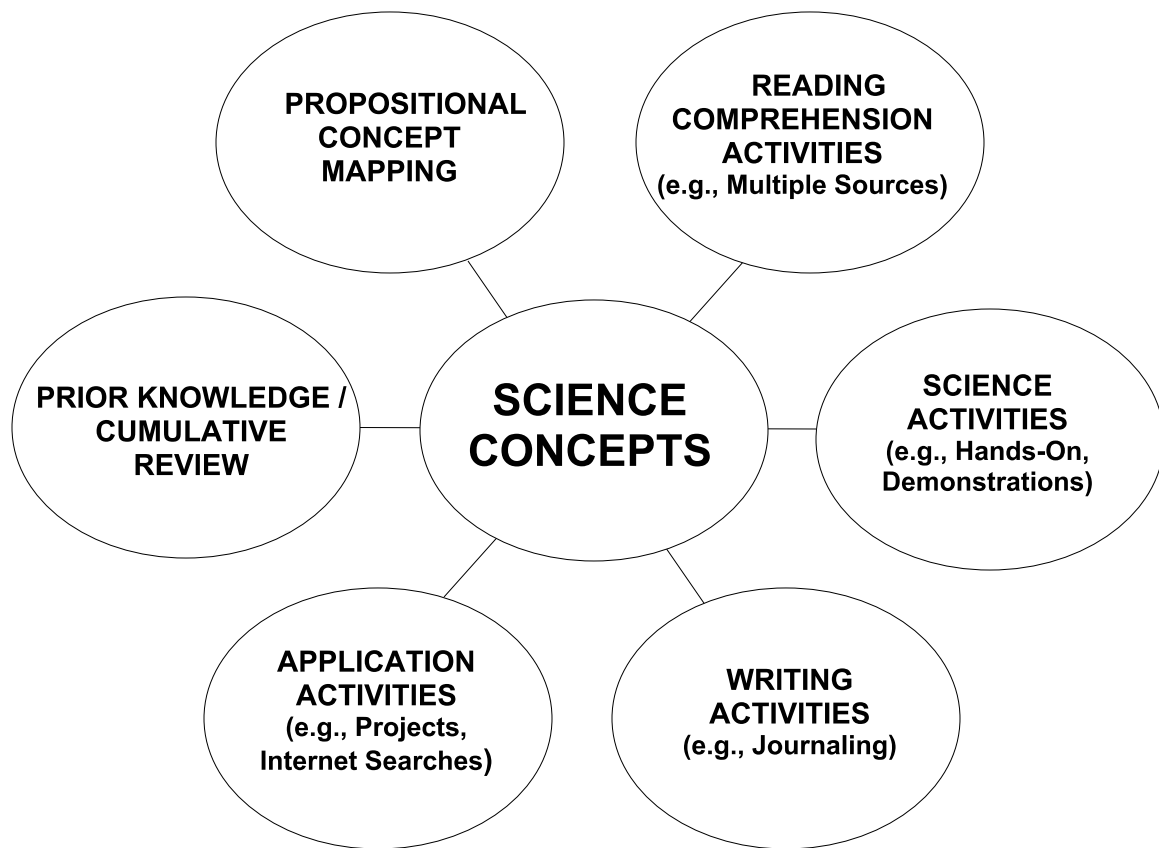 PROPOSITIONAL
CONCEPT
MAPPING
READING
COMPREHENSION
ACTIVITIES
(e.g., Multiple Sources)
PRIOR KNOWLEDGE /
CUMULATIVE
REVIEW
SCIENCE
CONCEPTS
SCIENCE
ACTIVITIES
(e.g., Hands-On,
Demonstrations)
APPLICATION
ACTIVITIES
(e.g., Projects,
Internet Searches)
WRITING
ACTIVITIES
(e.g., Journaling)